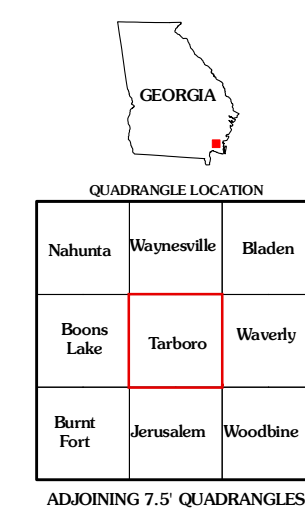 GEORGIA
QUADRANGLE LOCATION
Nahunta Waynesville Bladen
Boons Lake Tarboro Waverly
Burnt Fort Jerusalem Woodbine
ADJOINING 7.5' QUADRANGLES